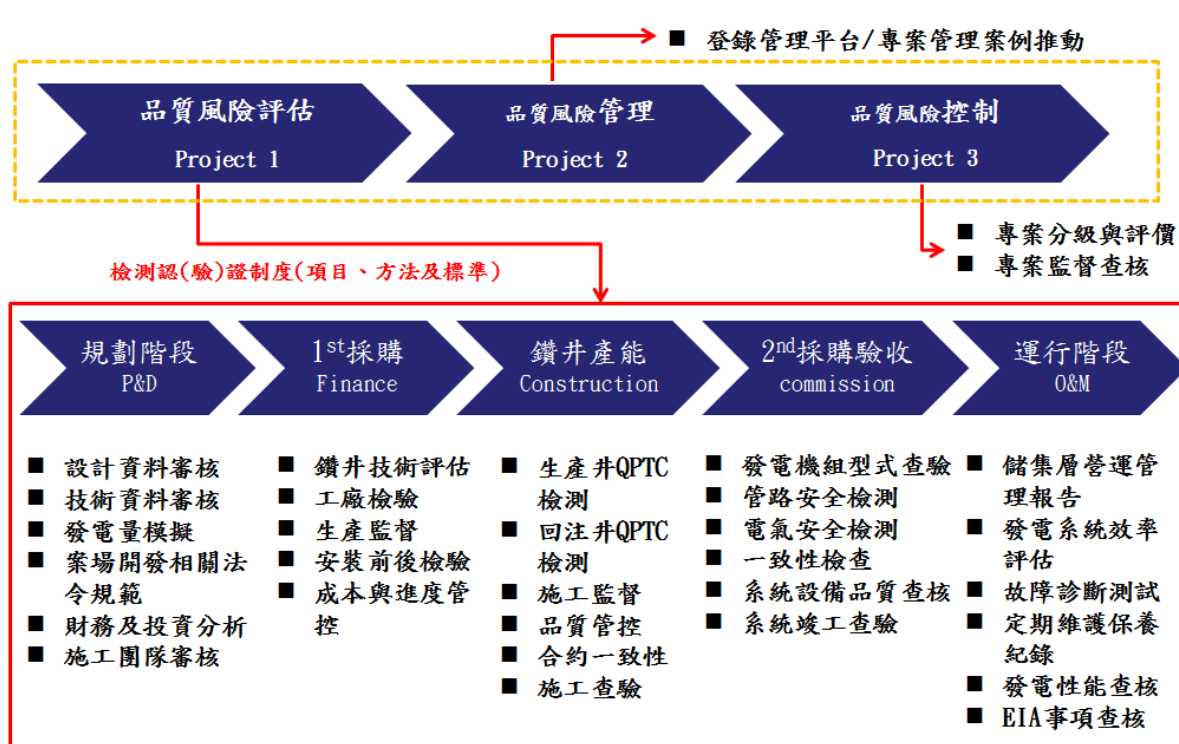 ■ 登錄管理平台/專案管理案例推動
品質風險評估
Project 1
品質風險管理
Project 2
品質風險控制
Project 3
■ 專案分級與評價
■ 專案監督查核
檢測認(驗)證制度(項目、方法及標準)
規劃階段
P&D
1st採購
Finance
鑽井產能
Construction
2nd採購驗收
commission
運行階段
O&M
■ 設計資料審核
■ 技術資料審核
■ 發電量模擬
■ 案場開發相關法
令規範
■ 財務及投資分析
■ 施工團隊審核
■ 鑽井技術評估
■ 工廠檢驗
■ 生產監督
■ 安裝前後檢驗
■ 成本與進度管
控
■ 生產井QPTC
檢測
■ 回注井QPTC
檢測
■ 施工監督
■ 品質管控
■ 合約一致性
■ 施工查驗
■ 發電機組型式查驗
■ 管路安全檢測
■ 電氣安全檢測
■ 一致性檢查
■ 系統設備品質查核
■ 系統竣工查驗
■ 儲集層營運管
理報告
■ 發電系統效率
評估
■ 故障診斷測試
■ 定期維護保養
紀錄
■ 發電性能查核
■ EIA事項查核